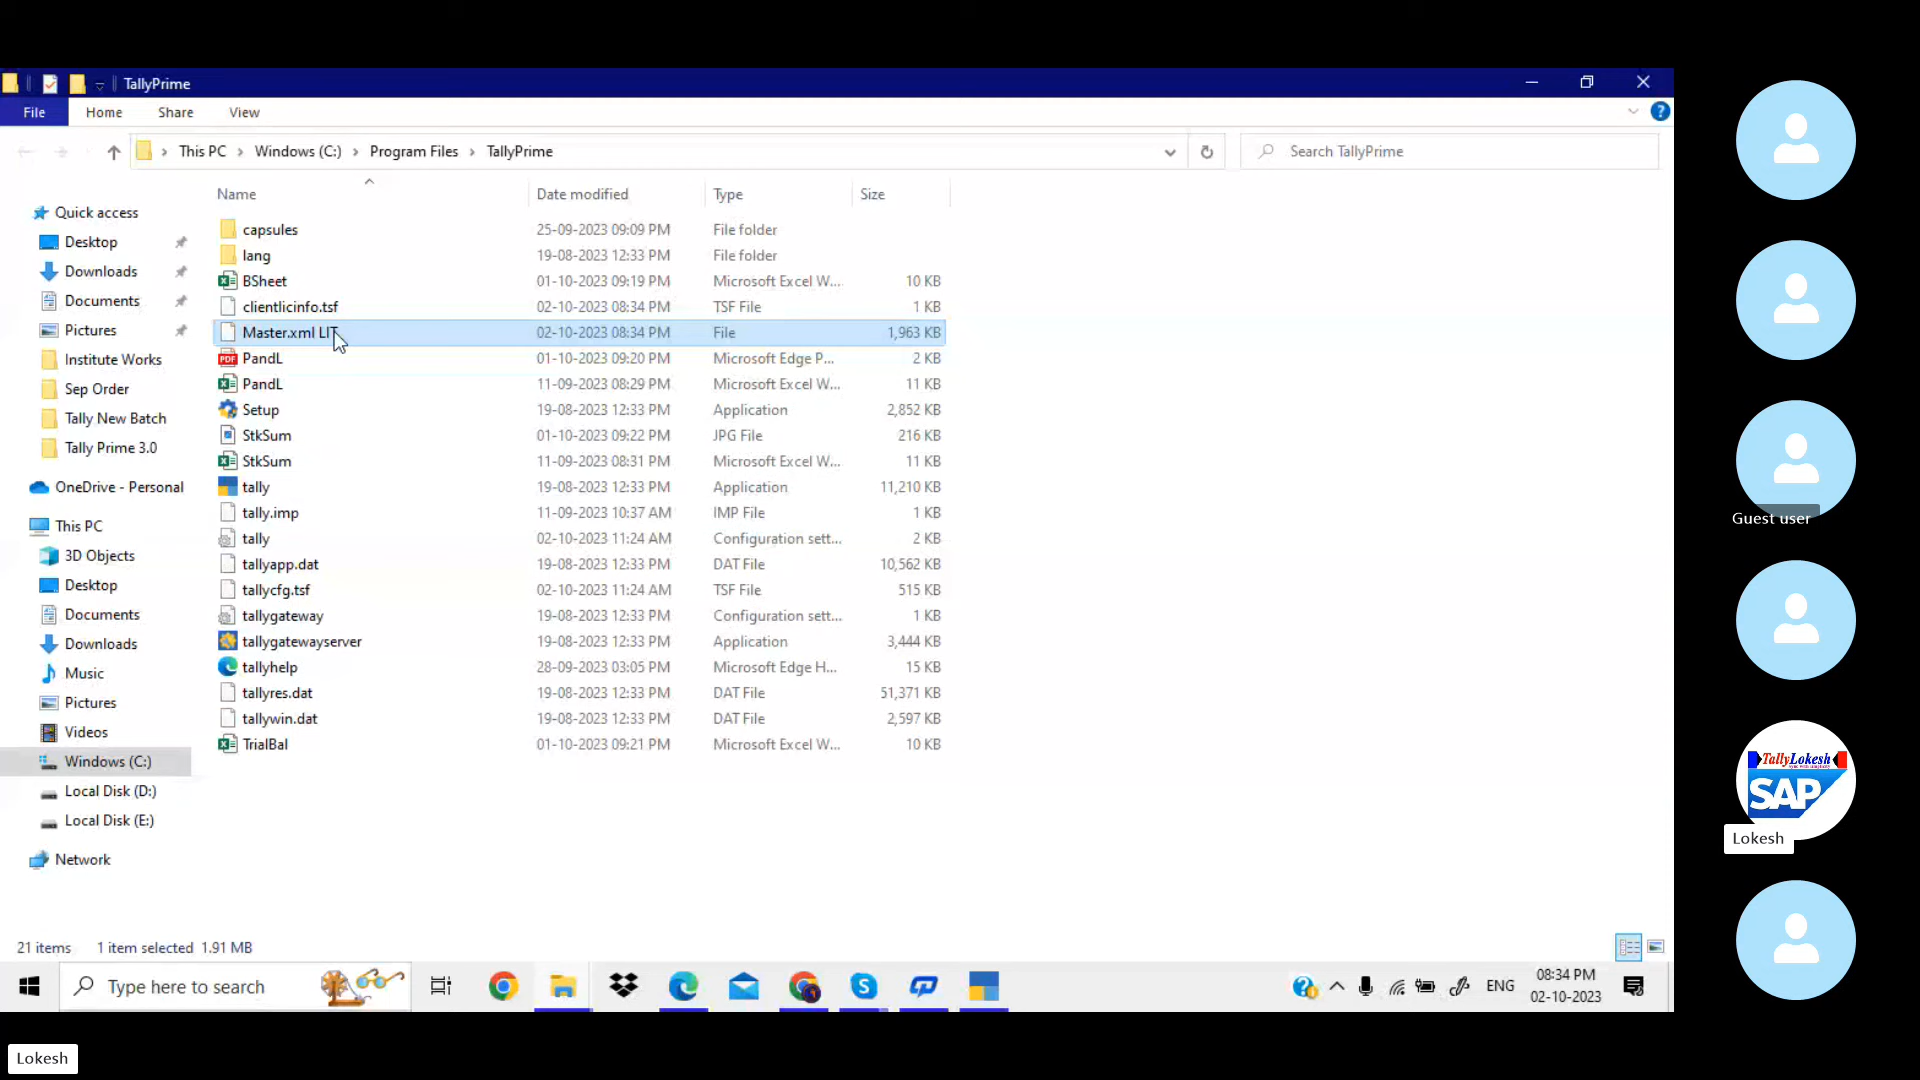 TallyPrime
File Home Share View
This PC Windows (C:) Program Files TallyPrime
Search TallyPrime
Name Date modified Type Size
Quick access
Desktop
Downloads
Documents
Pictures
Institute Works
Sep Order
Tally New Batch
Tally Prime 3.0
OneDrive - Personal
This PC
3D Objects
Desktop
Documents
Downloads
Music
Pictures
Videos
Windows (C:)
Local Disk (D:)
Local Disk (E:)
Network
capsules 25-09-2023 09:09 PM File folder
lang 19-08-2023 12:33 PM File folder
BSheet 01-10-2023 09:19 PM Microsoft Excel W... 10 KB
clientlicinfo.tsf 02-10-2023 08:34 PM TSF File 1 KB
Master.xml LIT 02-10-2023 08:34 PM File 1,963 KB
PDF PandL 01-10-2023 09:20 PM Microsoft Edge P... 2 KB
PandL 11-09-2023 08:29 PM Microsoft Excel W... 11 KB
Setup 19-08-2023 12:33 PM Application 2,852 KB
StkSum 01-10-2023 09:22 PM JPG File 216 KB
StkSum 11-09-2023 08:31 PM Microsoft Excel W... 11 KB
tally 19-08-2023 12:33 PM Application 11,210 KB
tally.imp 11-09-2023 10:37 AM IMP File 1 KB
tally 02-10-2023 11:24 AM Configuration sett... 2 KB
tallyapp.dat 19-08-2023 12:33 PM DAT File 10,562 KB
tallycfg.tsf 02-10-2023 11:24 AM TSF File 515 KB
tallygateway 19-08-2023 12:33 PM Configuration sett... 1 KB
tallygatewayserver 19-08-2023 12:33 PM Application 3,444 KB
tallyhelp 28-09-2023 03:05 PM Microsoft Edge H... 15 KB
tallyres.dat 19-08-2023 12:33 PM DAT File 51,371 KB
tallywin.dat 19-08-2023 12:33 PM DAT File 2,597 KB
TrialBal 01-10-2023 09:21 PM Microsoft Excel W... 10 KB
21 items 1 item selected 1.91 MB
Type here to search
ENG
08:34 PM
02-10-2023
Guest user
TallyLokesh
SAP
Lokesh
Lokesh